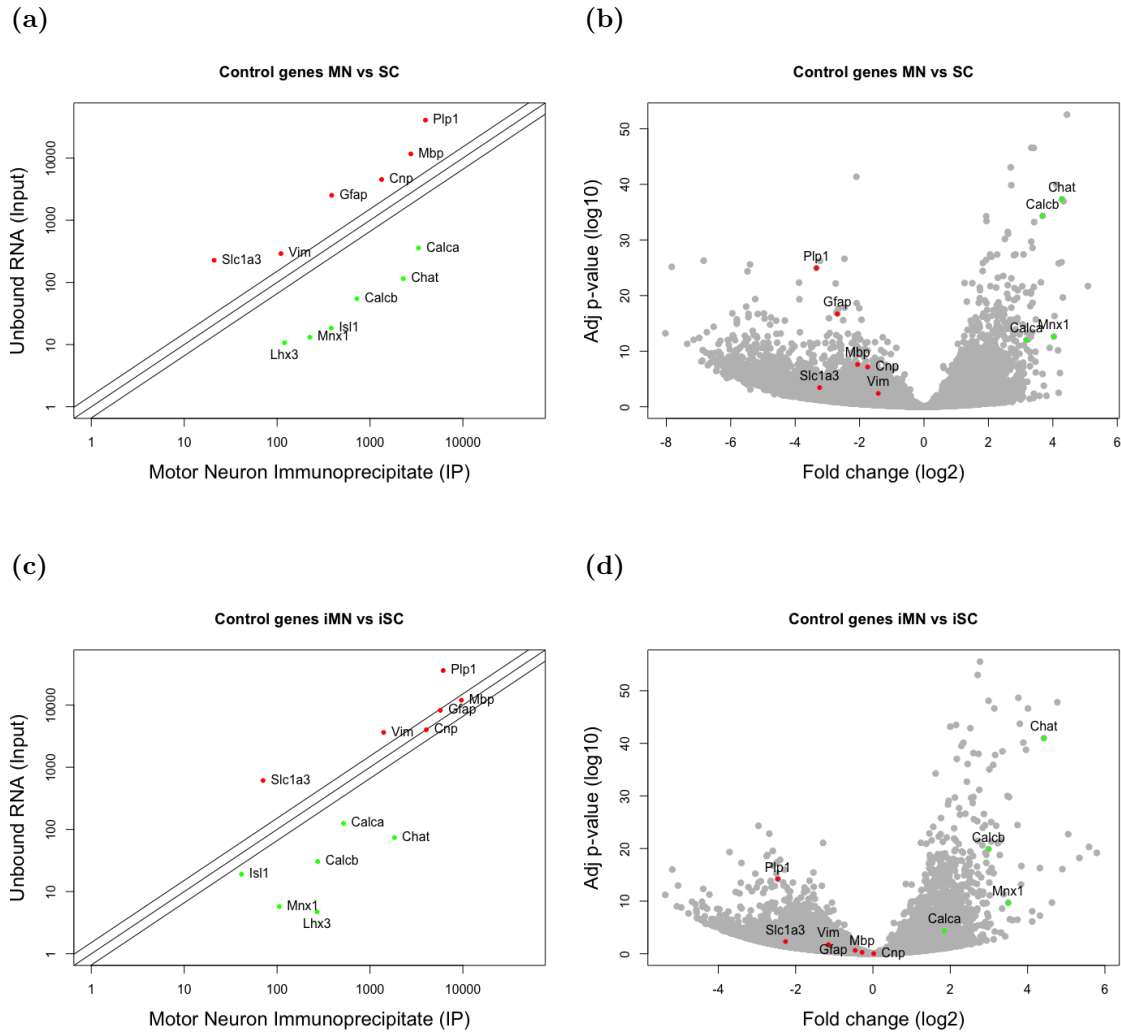 (a)
Control genes MN vs SC
Unbound RNA (Input)
10000
1000
100
10
1
Plp1
Mbp
Cnp
Gfap
Vim
Slc1a3
Calca
Chat
Calcb
Isl1
Mnx1
Lhx3
1 10 100 1000 10000
Motor Neuron Immunoprecipitate (IP)
(b)
Control genes MN vs SC
Adj p-value (log10)
50
40
30
20
10
0
Chat
Calcb
Plp1
Gfap
Calca
Mnx1
Mbp
Cnp
Slc1a3
Vim
-8 -6 -4 -2 0 2 4 6
Fold change (log2)
(c)
Control genes iMN vs iSC
Unbound RNA (Input)
10000
1000
100
10
1
Plp1
Mbp
Gfap
Vim
Cnp
Slc1a3
Calca
Chat
Calcb
Isl1
Mnx1
Lhx3
1 10 100 1000 10000
Motor Neuron Immunoprecipitate (IP)
(d)
Control genes iMN vs iSC
Adj p-value (log10)
50
40
30
20
10
0
Chat
Calcb
Plp1
Mnx1
Calca
Slc1a3
Vim
Mbp
Gfap
Cnp
-4 -2 0 2 4 6
Fold change (log2)